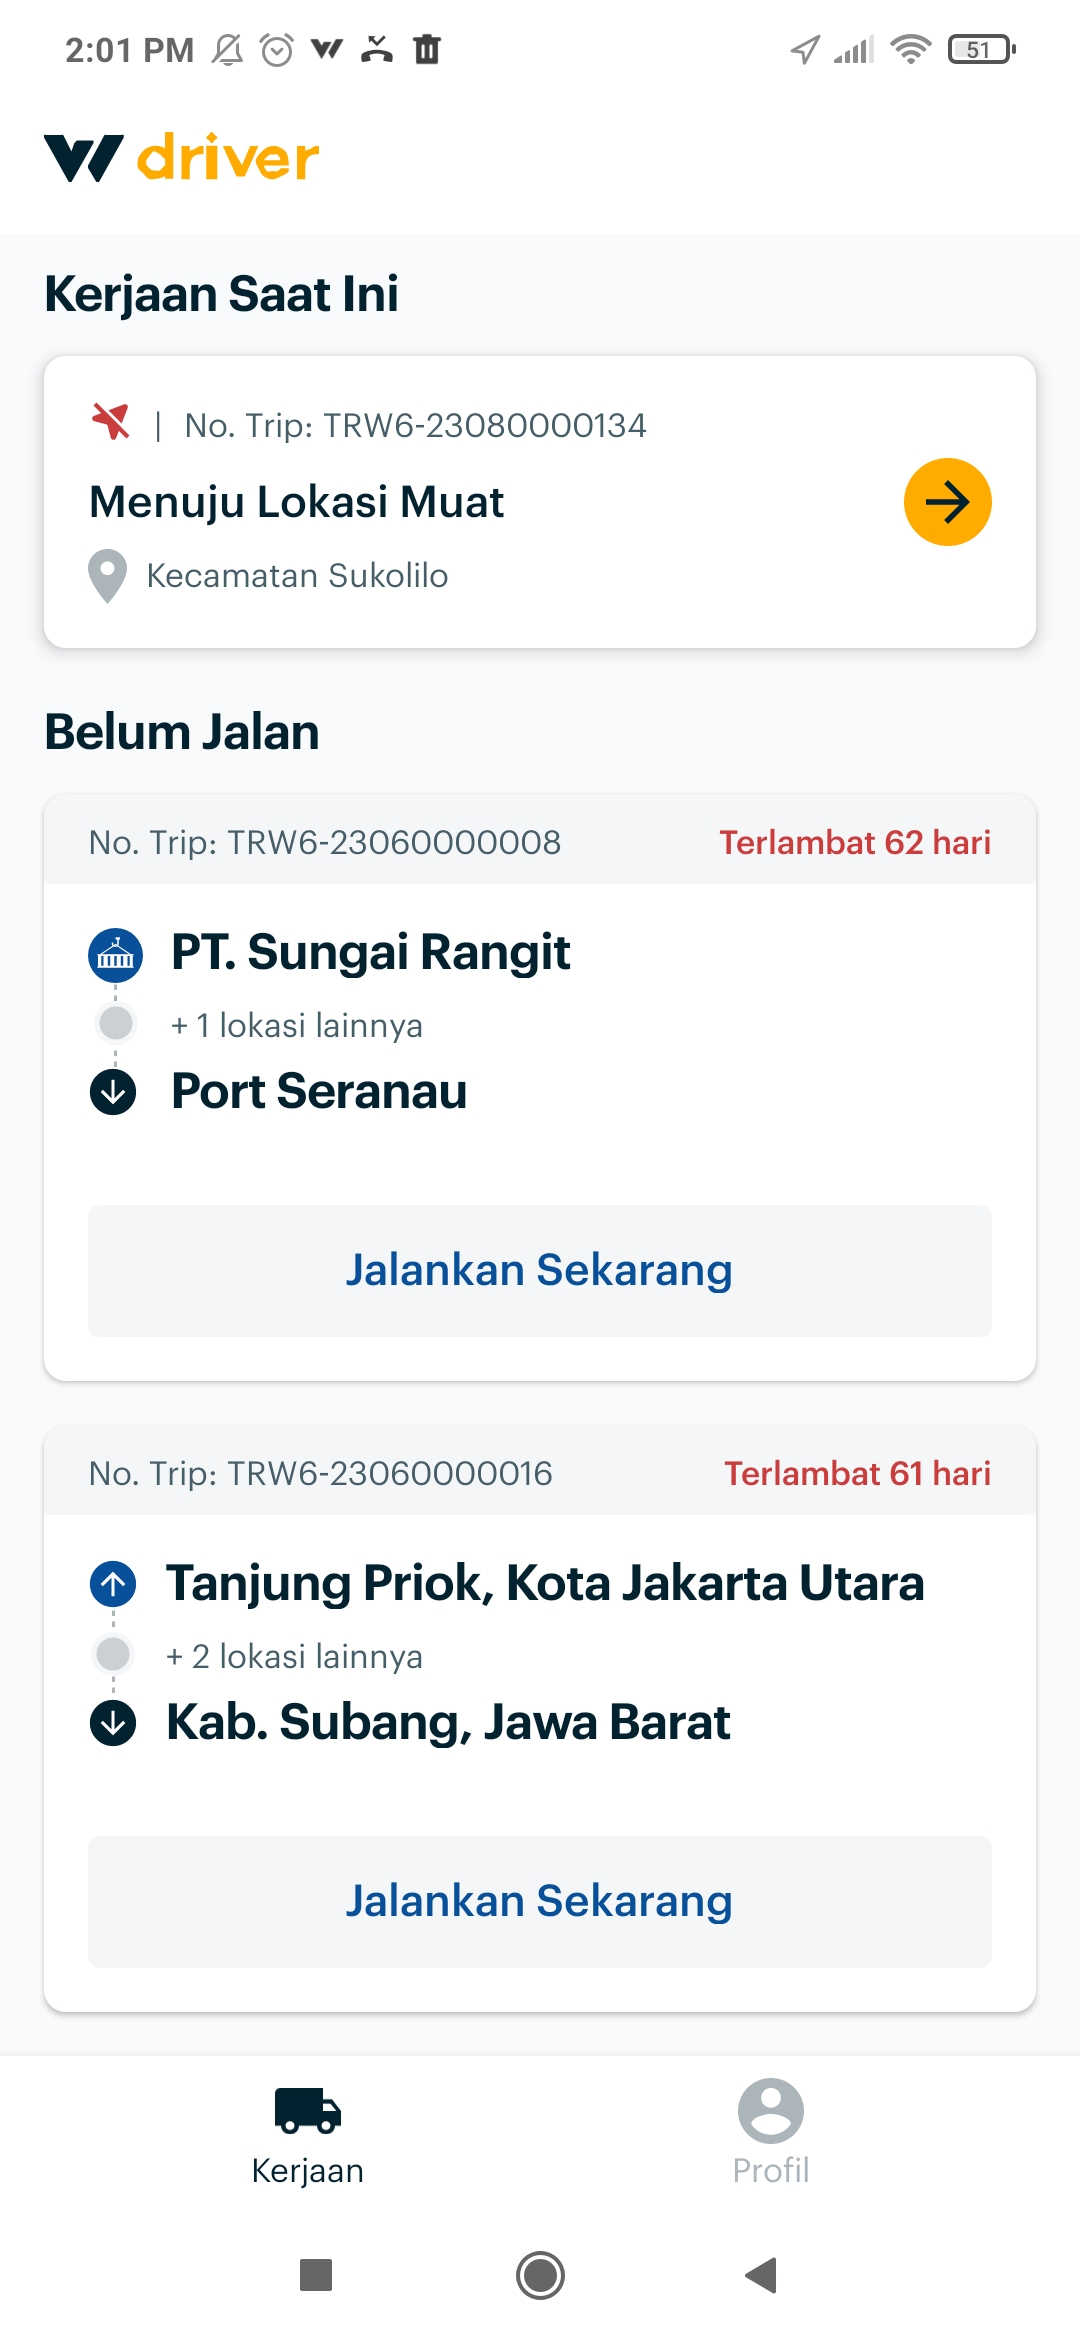 2:01 PM
51
driver
Kerjaan Saat Ini
| No. Trip: TRW6-23080000134
Menuju Lokasi Muat
Kecamatan Sukolilo
Belum Jalan
No. Trip: TRW6-23060000008
Terlambat 62 hari
PT. Sungai Rangit
+ 1 lokasi lainnya
Port Seranau
Jalankan Sekarang
No. Trip: TRW6-23060000016
Terlambat 61 hari
Tanjung Priok, Kota Jakarta Utara
+ 2 lokasi lainnya
Kab. Subang, Jawa Barat
Jalankan Sekarang
Kerjaan
Profil